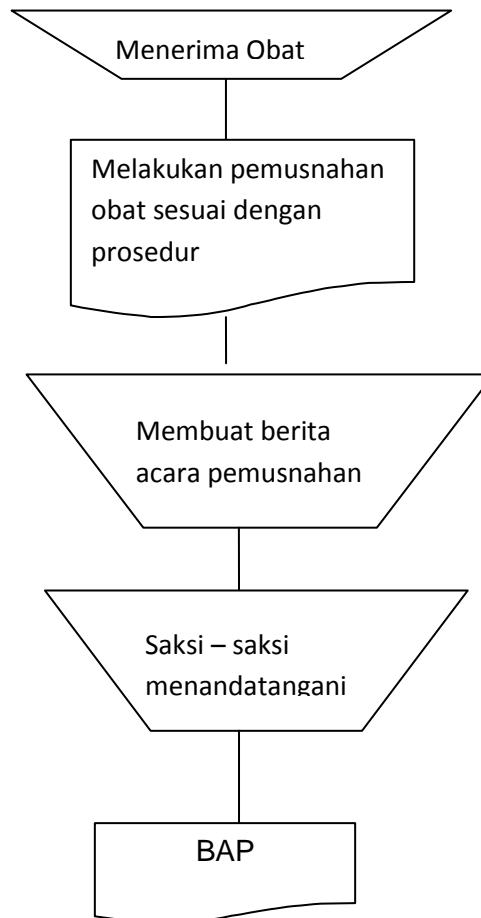 Menerima Obat
Melakukan pemusnahan
obat sesuai dengan
prosedur
Membuat berita
acara pemusnahan
Saksi – saksi
menandatangani
BAP